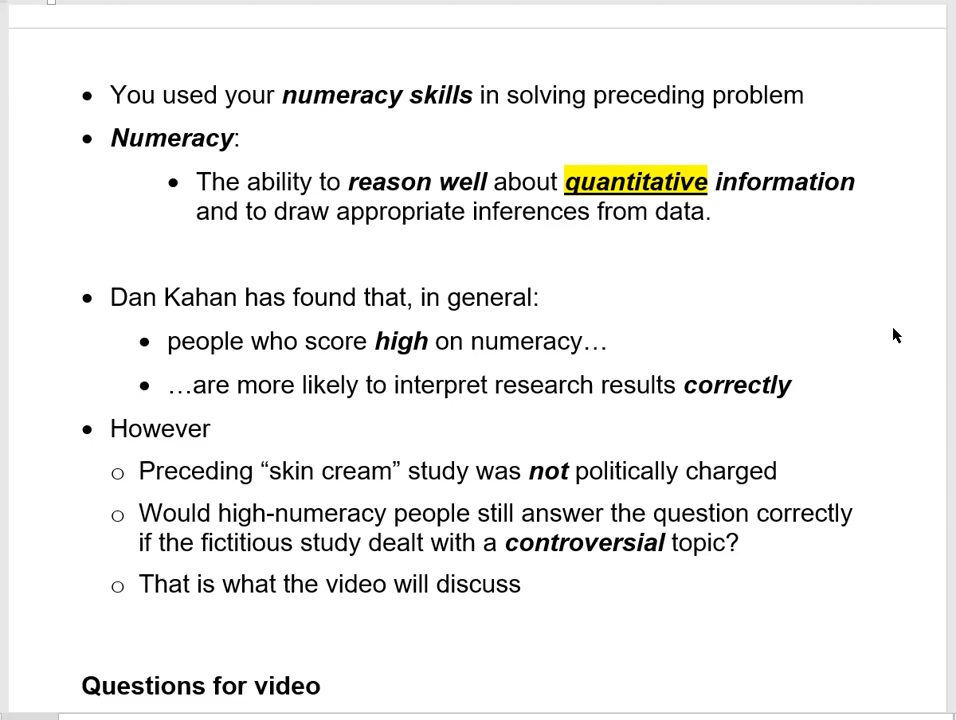 • You used your numeracy skills in solving preceding problem
• Numeracy:
• The ability to reason well about quantitative information
and to draw appropriate inferences from data.
• Dan Kahan has found that, in general:
• people who score high on numeracy…
• …are more likely to interpret research results correctly
• However
o Preceding “skin cream” study was not politically charged
o Would high-numeracy people still answer the question correctly
if the fictitious study dealt with a controversial topic?
o That is what the video will discuss
Questions for video